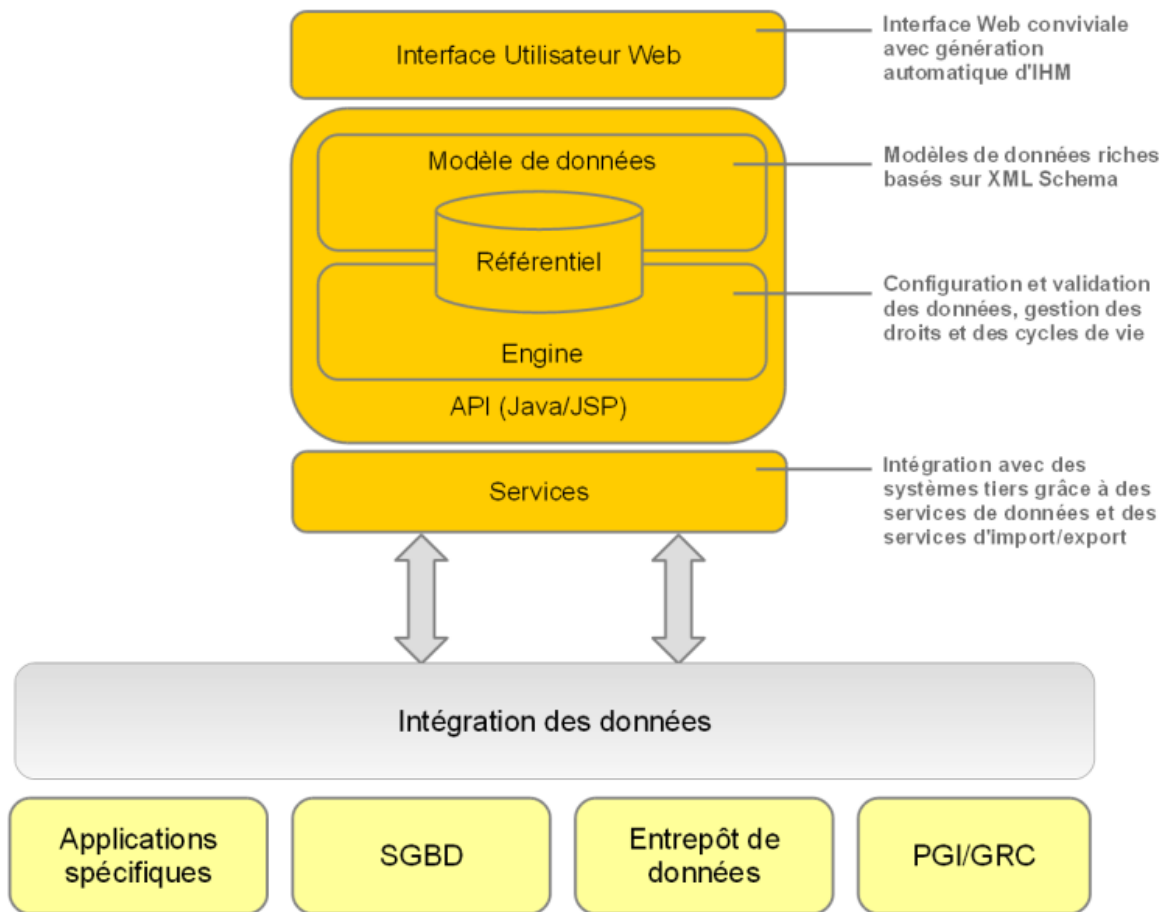 Interface Utilisateur Web
Interface Web conviviale
avec génération
automatique d'IHM
Modèle de données
Modèles de données riches
basés sur XML Schema
Référentiel
Configuration et validation
des données, gestion des
droits et des cycles de vie
Engine
API (Java/JSP)
Services
Intégration avec des
systèmes tiers grâce à des
services de données et des
services d'import/export
Intégration des données
Applications
spécifiques
SGBD
Entrepôt de
données
PGI/GRC